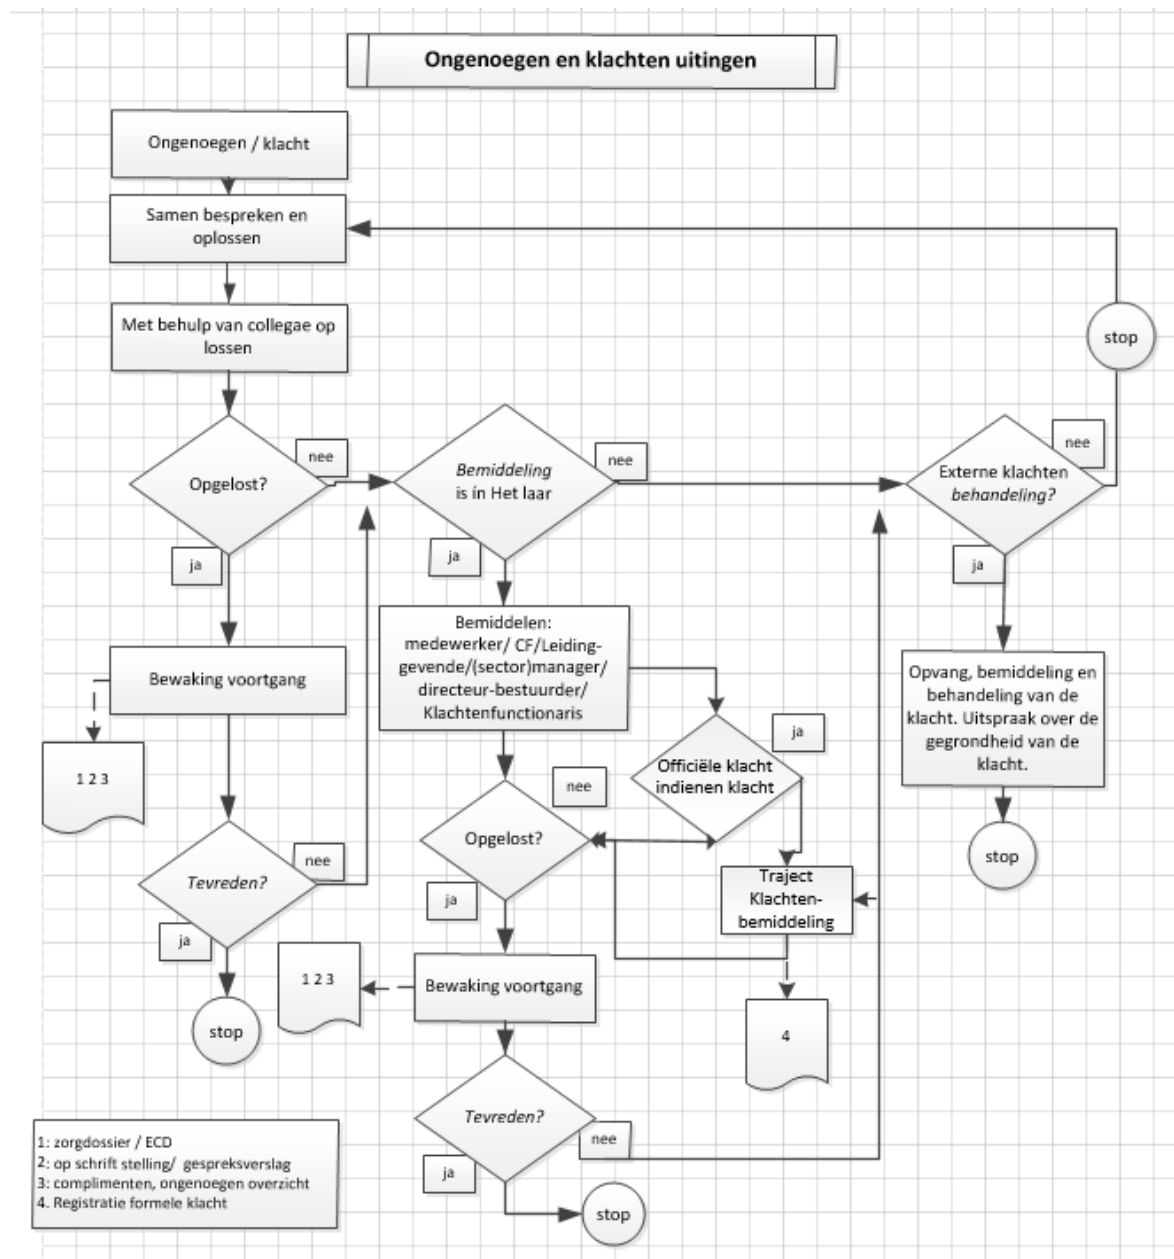 Ongenoegen en klachten uitingen
Ongenoegen / klacht
Samen bespreken en
oplossen
Met behulp van collegae op
lossen
stop
Opgelost?
nee
ja
Bemiddeling
is ín Het laar
nee
ja
Externe klachten
behandeling?
nee
ja
Bewaking voortgang
1 2 3
Bemiddelen:
medewerker/ CF/Leiding-
gevende/(sector)manager/
directeur-bestuurder/
Klachtenfunctionaris
Opvang, bemiddeling en
behandeling van de
klacht. Uitspraak over de
gegrondheid van de
klacht.
stop
Officiële klacht
indienen klacht
ja
nee
Opgelost?
ja
Traject
Klachten-
bemiddeling
4
Tevreden?
nee
ja
stop
Bewaking voortgang
1 2 3
Tevreden?
nee
ja
stop
1: zorgdossier / ECD
2: op schrift stelling/ gespreksverslag
3: complimenten, ongenoegen overzicht
4. Registratie formele klacht